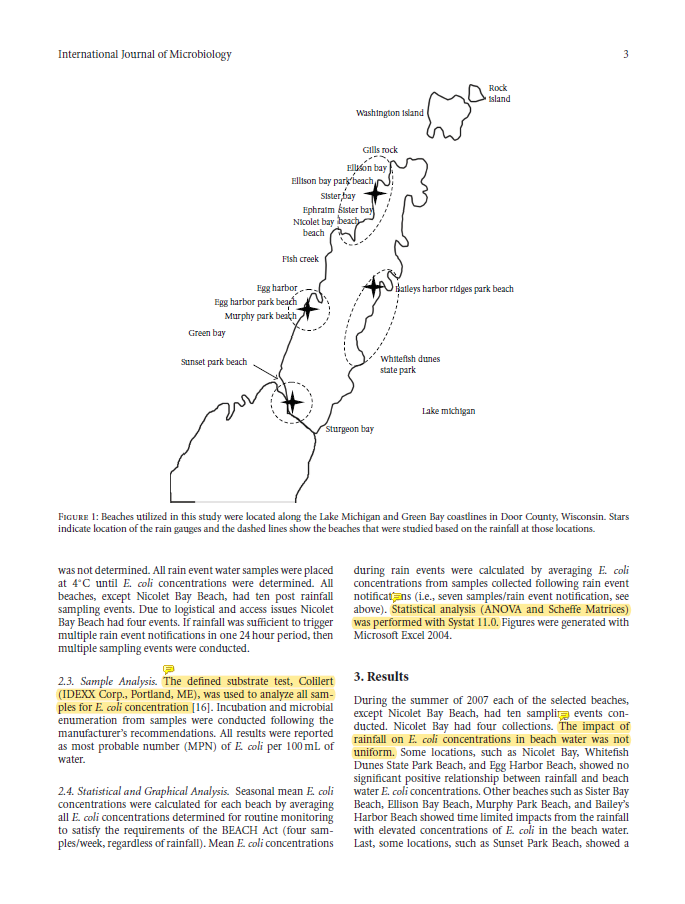 International Journal of Microbiology
3
Rock
island
Washington island
Gills rock
Ellison bay
Ellison bay park beach
Sister bay
Ephraim Sister bay
Nicolet bay beach
beach
Fish creek
Egg harbor
Egg harbor park beach
Baileys harbor ridges park beach
Murphy park beach
Green bay
Sunset park beach
Whitefish dunes
state park
Lake michigan
Sturgeon bay
Figure 1: Beaches utilized in this study were located along the Lake Michigan and Green Bay coastlines in Door County, Wisconsin. Stars
indicate location of the rain gauges and the dashed lines show the beaches that were studied based on the rainfall at those locations.
was not determined. All rain event water samples were placed
at 4°C until E. coli concentrations were determined. All
beaches, except Nicolet Bay Beach, had ten post rainfall
sampling events. Due to logistical and access issues Nicolet
Bay Beach had four events. If rainfall was sufficient to trigger
multiple rain event notifications in one 24 hour period, then
multiple sampling events were conducted.
2.3. Sample Analysis. The defined substrate test, Colilert
(IDEXX Corp., Portland, ME), was used to analyze all sam-
ples for E. coli concentration [16]. Incubation and microbial
enumeration from samples were conducted following the
manufacturer's recommendations. All results were reported
as most probable number (MPN) of E. coli per 100 mL of
water.
2.4. Statistical and Graphical Analysis. Seasonal mean E. coli
concentrations were calculated for each beach by averaging
all E. coli concentrations determined for routine monitoring
to satisfy the requirements of the BEACH Act (four sam-
ples/week, regardless of rainfall). Mean E. coli concentrations
during rain events were calculated by averaging E. coli
concentrations from samples collected following rain event
notifications (i.e., seven samples/rain event notification, see
above). Statistical analysis (ANOVA and Scheffe Matrices)
was performed with Systat 11.0. Figures were generated with
Microsoft Excel 2004.
3. Results
During the summer of 2007 each of the selected beaches,
except Nicolet Bay Beach, had ten sampling events con-
ducted. Nicolet Bay had four collections. The impact of
rainfall on E. coli concentrations in beach water was not
uniform. Some locations, such as Nicolet Bay, Whitefish
Dunes State Park Beach, and Egg Harbor Beach, showed no
significant positive relationship between rainfall and beach
water E. coli concentrations. Other beaches such as Sister Bay
Beach, Ellison Bay Beach, Murphy Park Beach, and Bailey's
Harbor Beach showed time limited impacts from the rainfall
with elevated concentrations of E. coli in the beach water.
Last, some locations, such as Sunset Park Beach, showed a